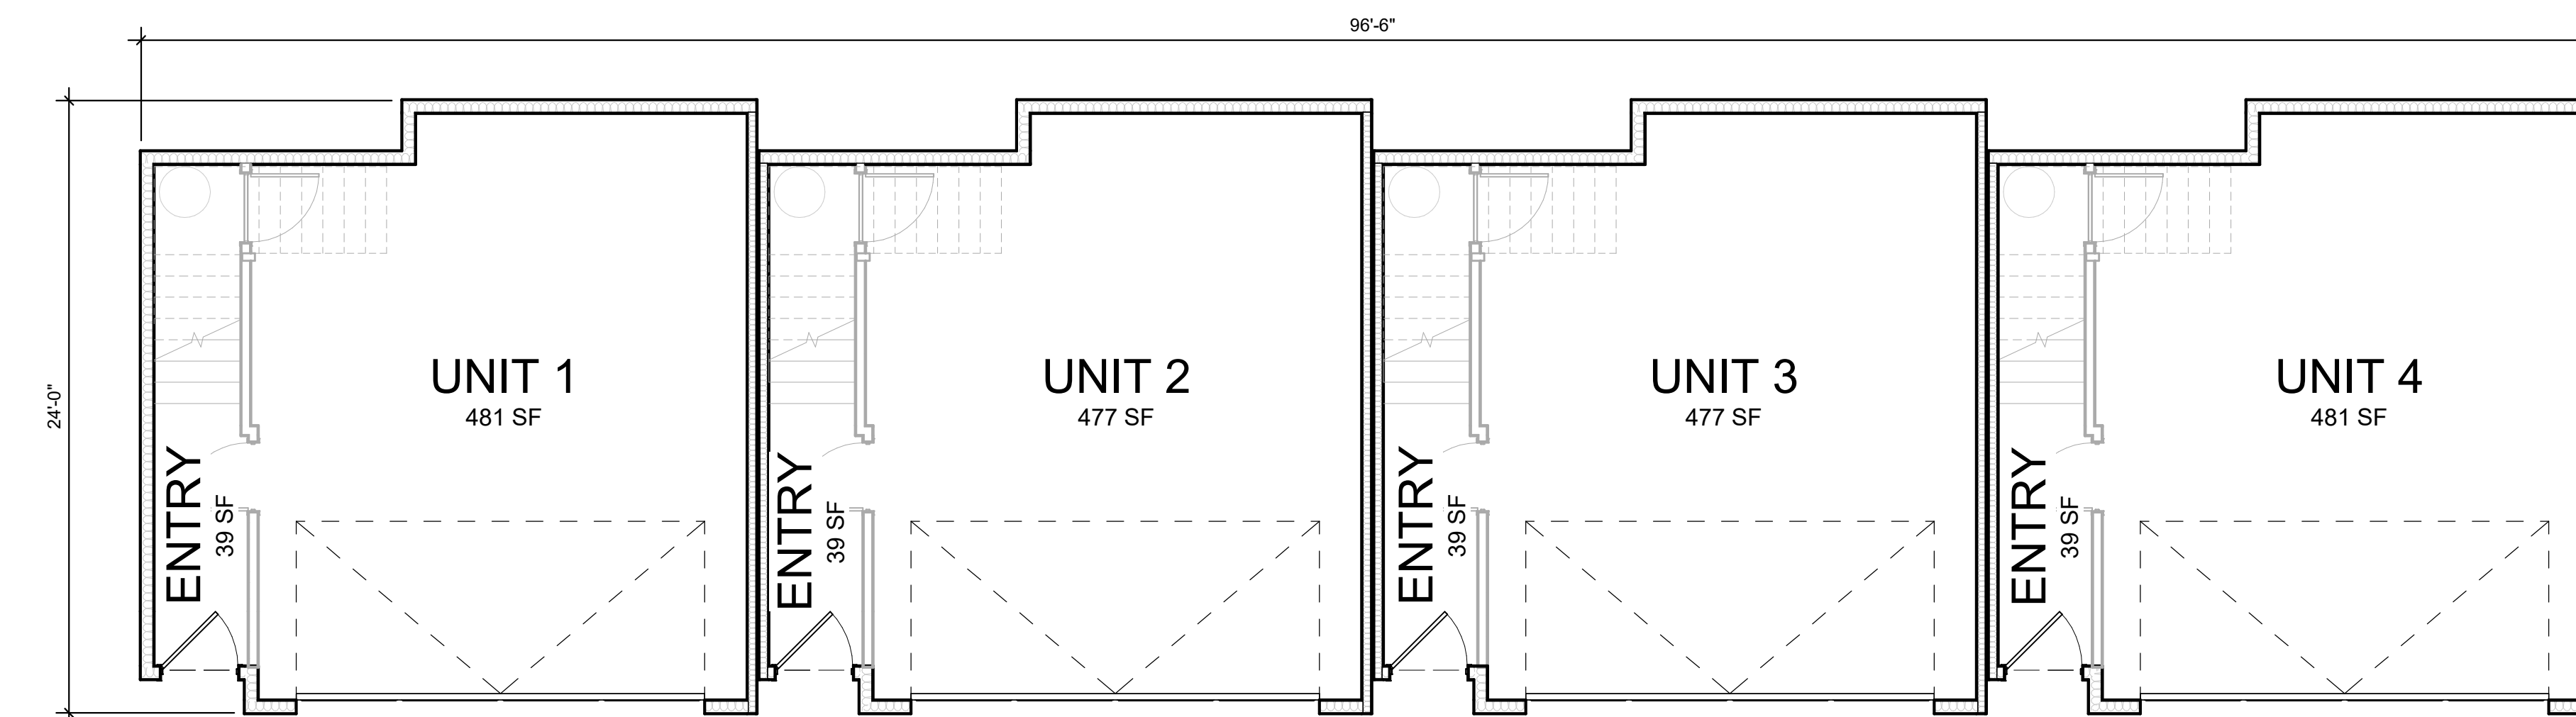 96'-6"
24'-0"
UNIT 1
481 SF
UNIT 2
477 SF
UNIT 3
477 SF
UNIT 4
481 SF
ENTRY
39 SF
ENTRY
39 SF
ENTRY
39 SF
ENTRY
39 SF